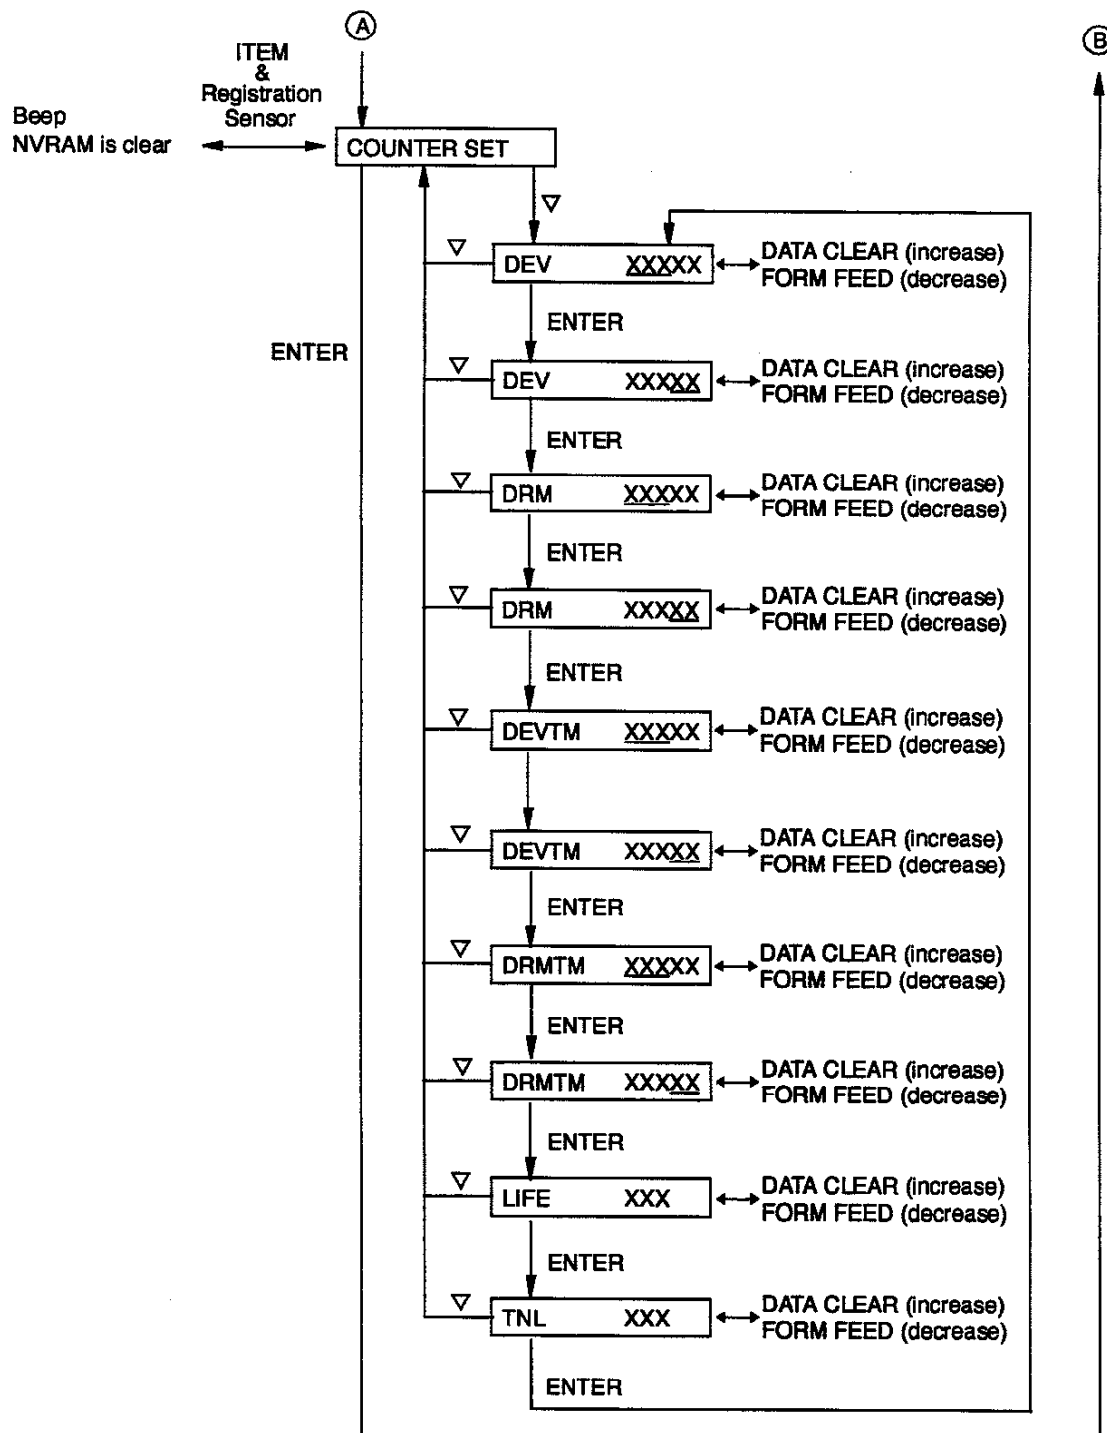 A
B
ITEM
&
Registration
Sensor
Beep
NVRAM is clear
COUNTER SET
▽
▽
DEV XXXXX
DATA CLEAR (increase)
FORM FEED (decrease)
ENTER
ENTER
▽
DEV XXXXX
DATA CLEAR (increase)
FORM FEED (decrease)
ENTER
▽
DRM XXXXX
DATA CLEAR (increase)
FORM FEED (decrease)
ENTER
▽
DRM XXXXX
DATA CLEAR (increase)
FORM FEED (decrease)
ENTER
▽
DEVTM XXXXX
DATA CLEAR (increase)
FORM FEED (decrease)
▽
DEVTM XXXXX
DATA CLEAR (increase)
FORM FEED (decrease)
ENTER
▽
DRMTM XXXXX
DATA CLEAR (increase)
FORM FEED (decrease)
ENTER
▽
DRMTM XXXXX
DATA CLEAR (increase)
FORM FEED (decrease)
ENTER
▽
LIFE XXX
DATA CLEAR (increase)
FORM FEED (decrease)
ENTER
▽
TNL XXX
DATA CLEAR (increase)
FORM FEED (decrease)
ENTER